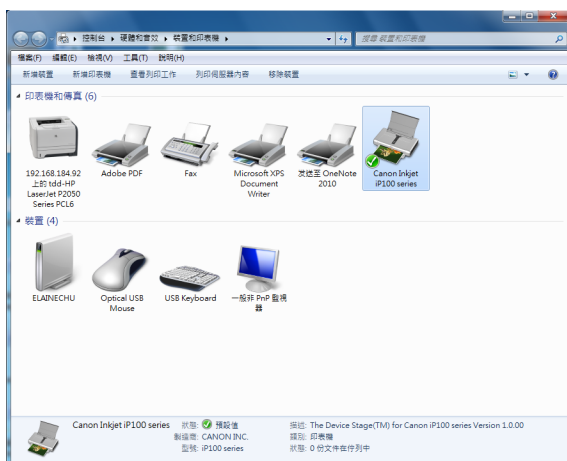 控制台 ▸ 硬體和音效 ▸ 裝置和印表機 ▸
搜尋 裝置和印表機
檔案(F) 編輯(E) 檢視(V) 工具(T) 說明(H)
新增裝置 新增印表機 查看列印工作 列印伺服器內容 移除裝置
印表機和傳真 (6)
192.168.184.92
上的 tdd-HP
LaserJet P2050
Series PCL6
Adobe PDF
Fax
Microsoft XPS
Document
Writer
发送至 OneNote
2010
Canon Inkjet
iP100 series
裝置 (4)
ELAINECHU
Optical USB
Mouse
USB Keyboard
一般非 PnP 監視
器
Canon Inkjet iP100 series
狀態: 預設值
製造商: CANON INC.
型號: iP100 series
描述: The Device Stage(TM) for Canon iP100 series Version 1.0.00
類別: 印表機
狀態: 0 份文件在佇列中